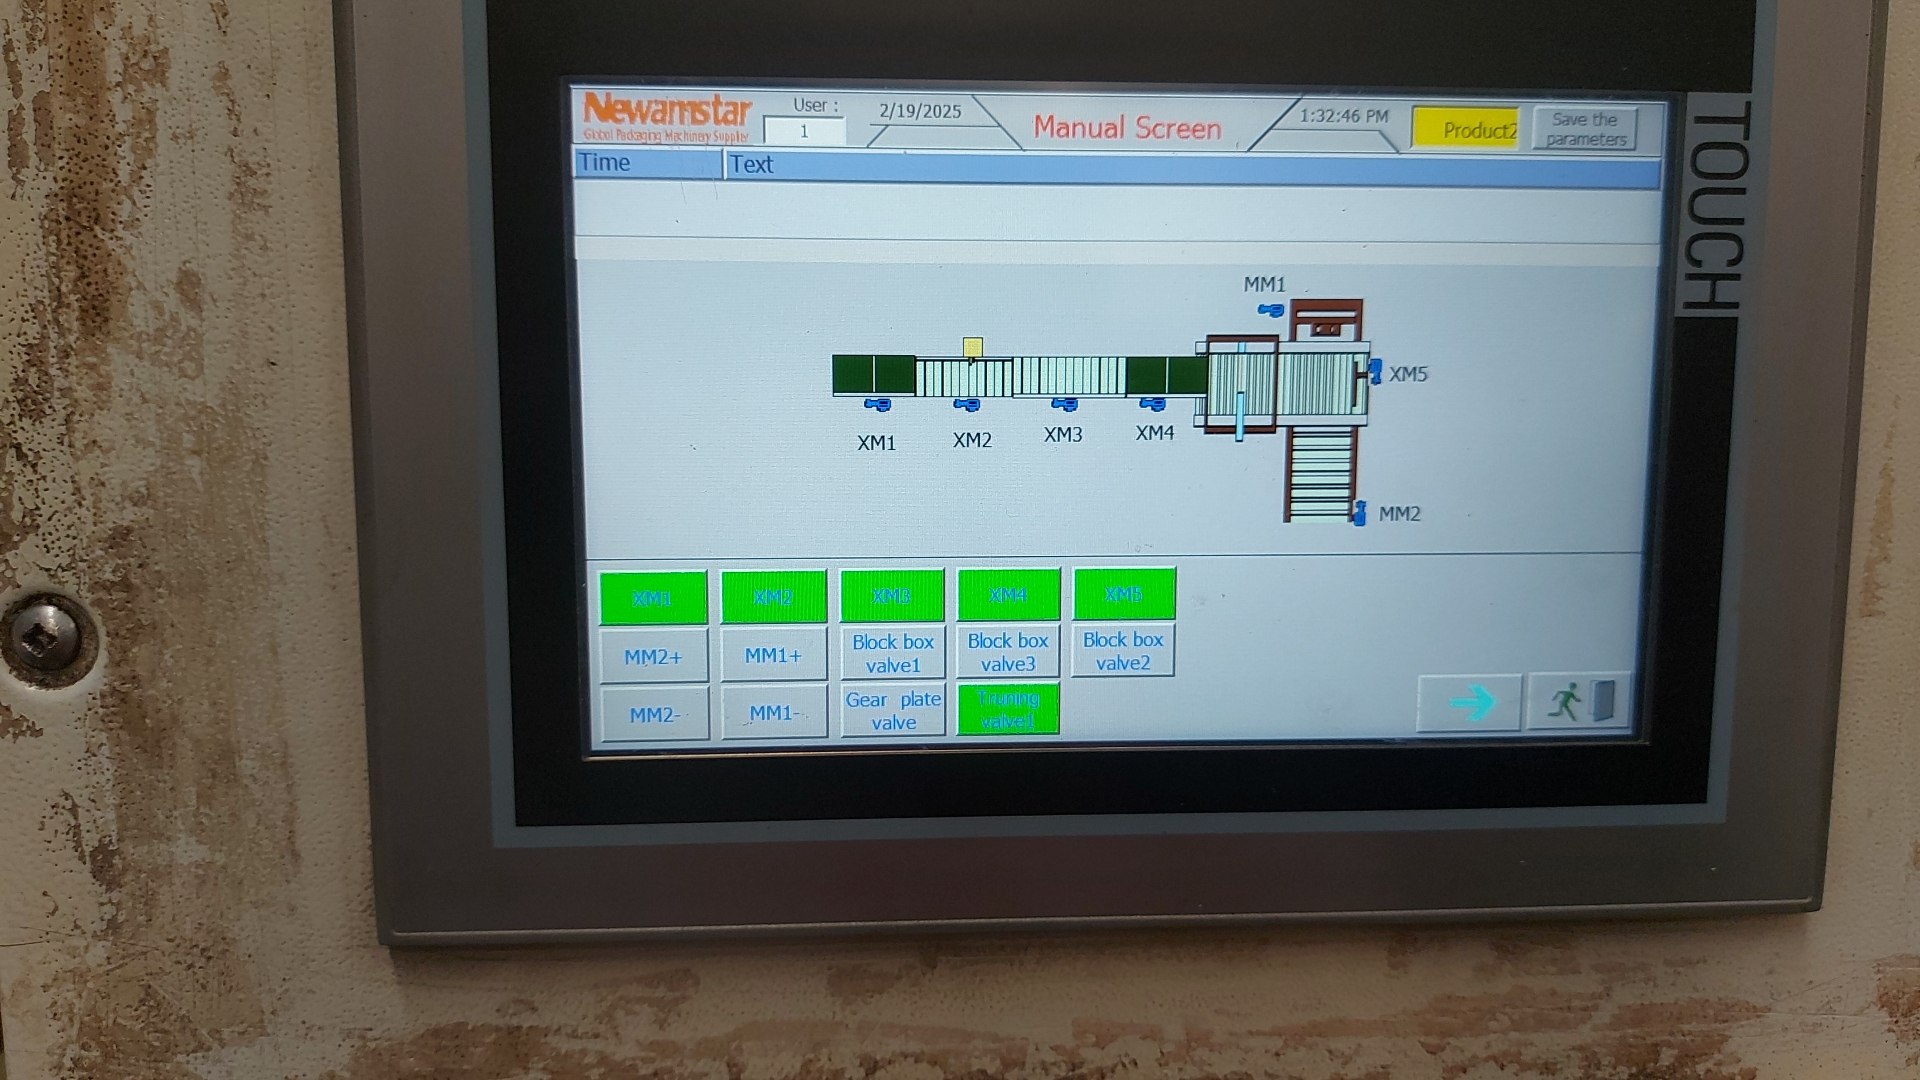 Newamstar
Global Packaging Machinery Supplier
User :
1
2/19/2025
Manual Screen
1:32:46 PM
Product2
Save the
parameters
TOUCH
Time
Text
MM1
XM5
XM1
XM2
XM3
XM4
MM2
XM1
XM2
XM3
XM4
XM5
MM2+
MM1+
Block box
valve1
Block box
valve3
Block box
valve2
MM2-
MM1-
Gear plate
valve
Truning
valve1